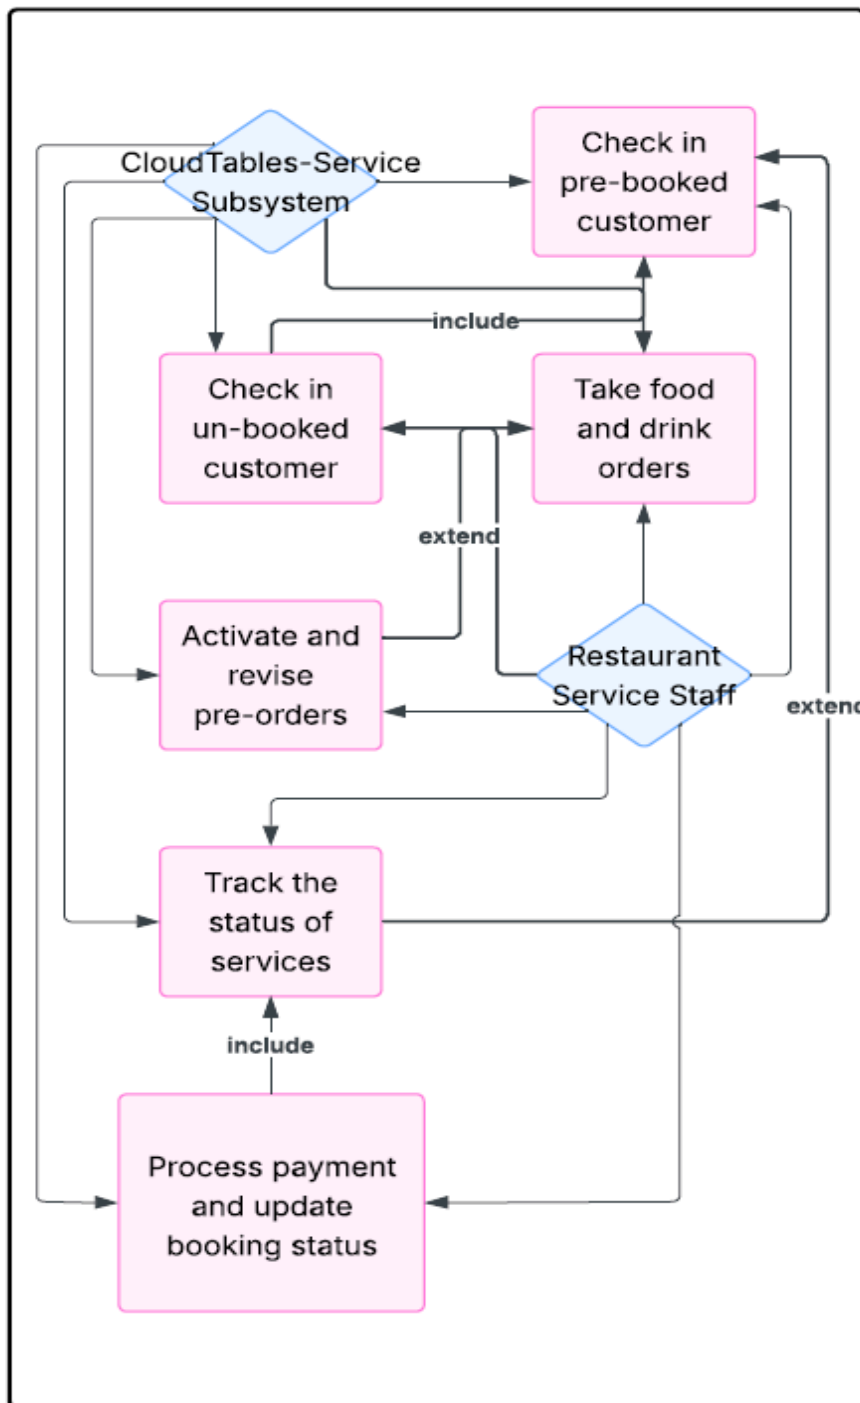 CloudTables-Service
Subsystem
Check in
pre-booked
customer
include
Check in
un-booked
customer
Take food
and drink
orders
extend
Activate and
revise
pre-orders
Restaurant
Service Staff
extend
Track the
status of
services
include
Process payment
and update
booking status